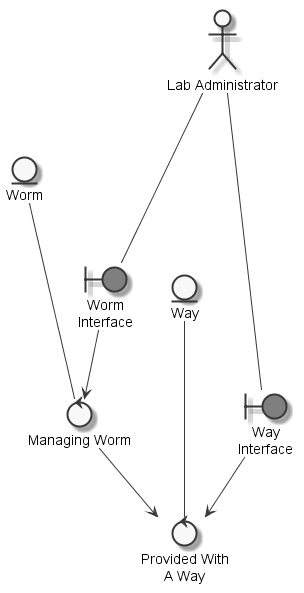 Lab Administrator
Worm
Worm
Interface
Way
Managing Worm
Way
Interface
Provided With
A Way